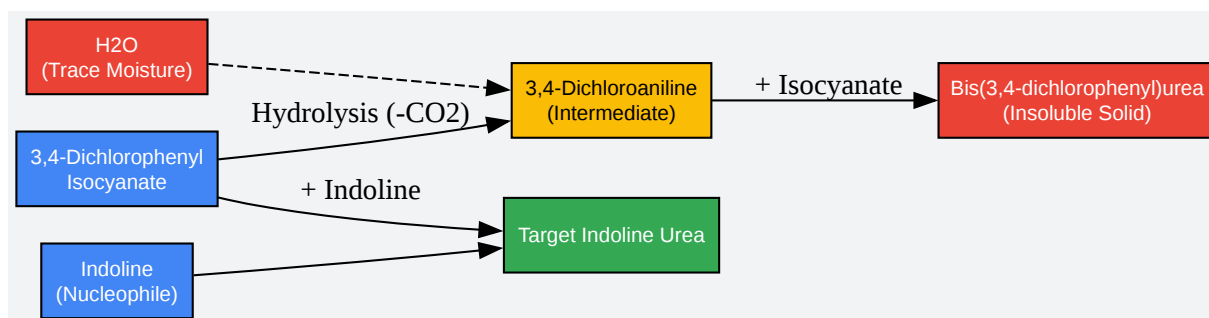 H2O
(Trace Moisture)
3,4-Dichloroaniline
(Intermediate)
+ Isocyanate
Bis(3,4-dichlorophenyl)urea
(Insoluble Solid)
Hydrolysis (-CO2)
3,4-Dichlorophenyl
Isocyanate
+ Indoline
Target Indoline Urea
Indoline
(Nucleophile)